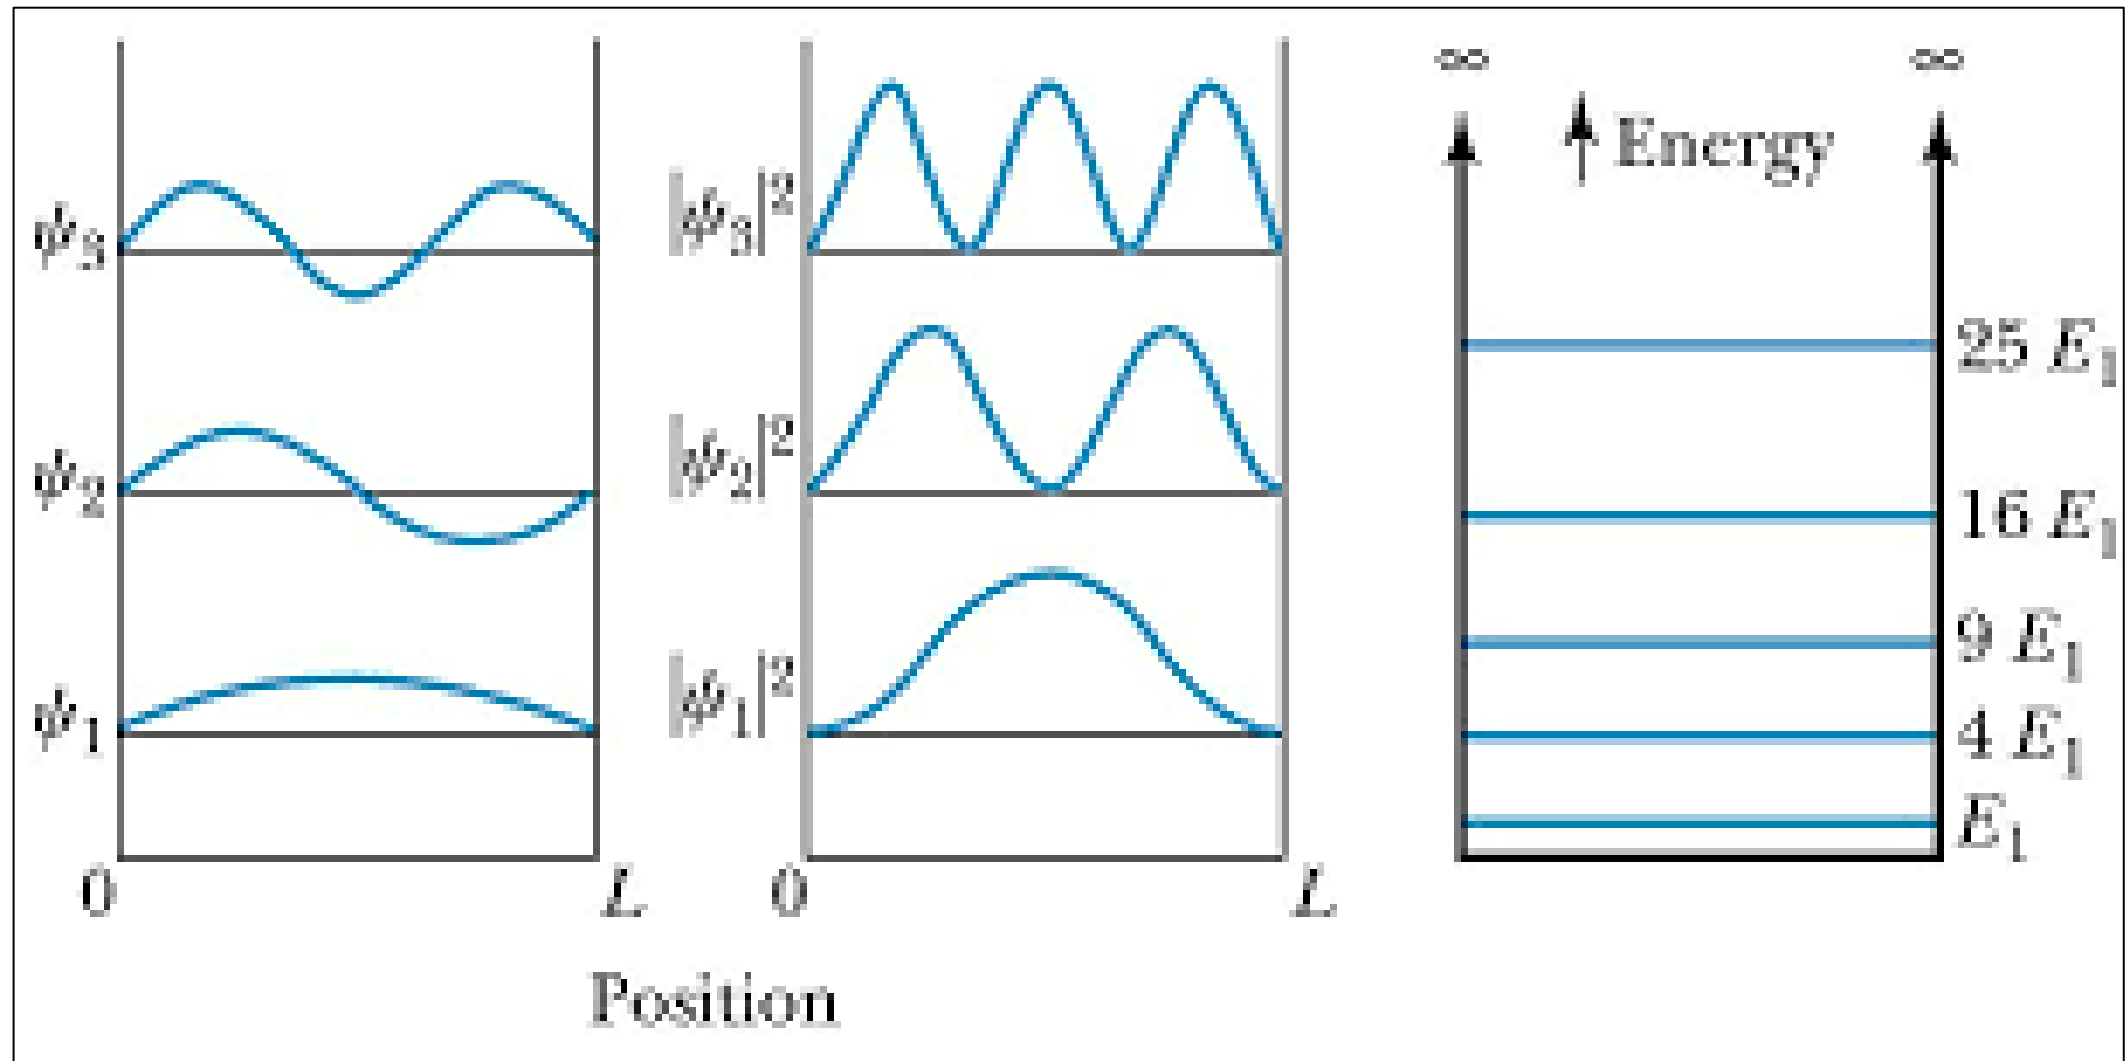 ψ₃
ψ₂
ψ₁
0
L
|ψ₃|²
|ψ₂|²
|ψ₁|²
0
L
Position
∞ ∞
Energy
25 E₁
16 E₁
9 E₁
4 E₁
E₁